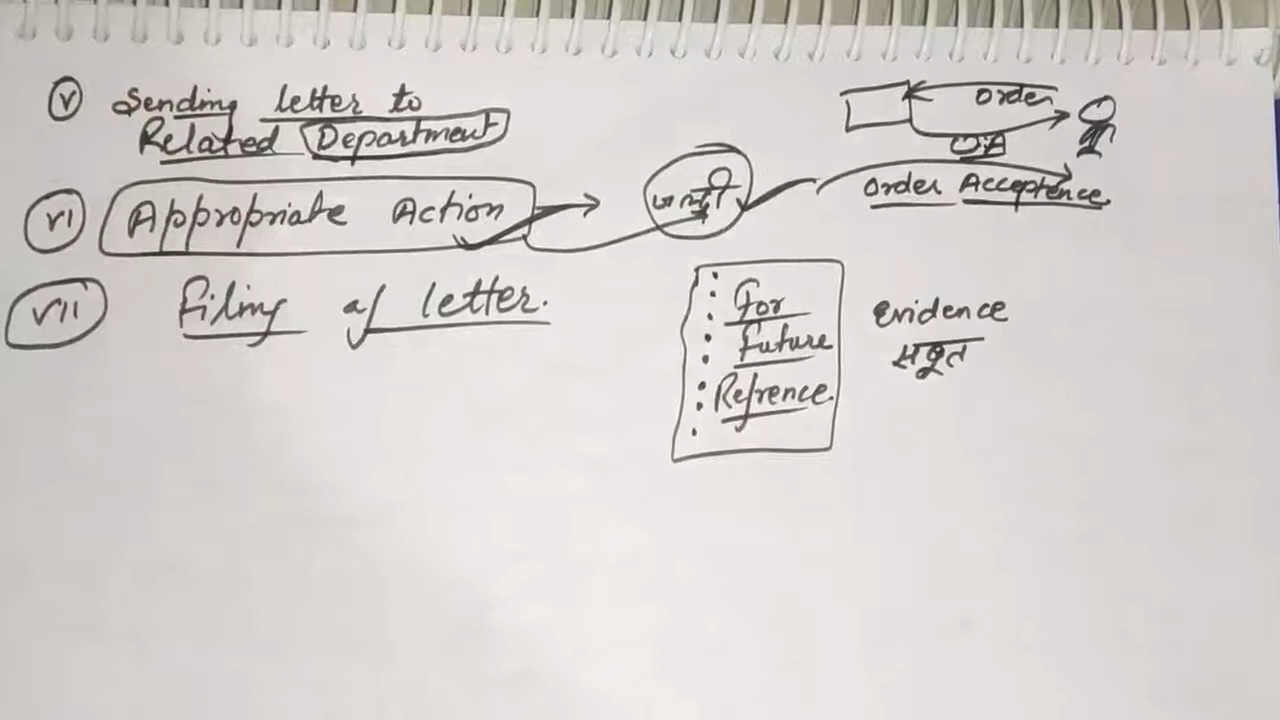 (v) Sending letter to
Related Department
(vi) Appropriate Action
(vii) Filing of letter.
Order
OA
Order Acceptence
For
Future
Refrence.
Evidence
सबूत